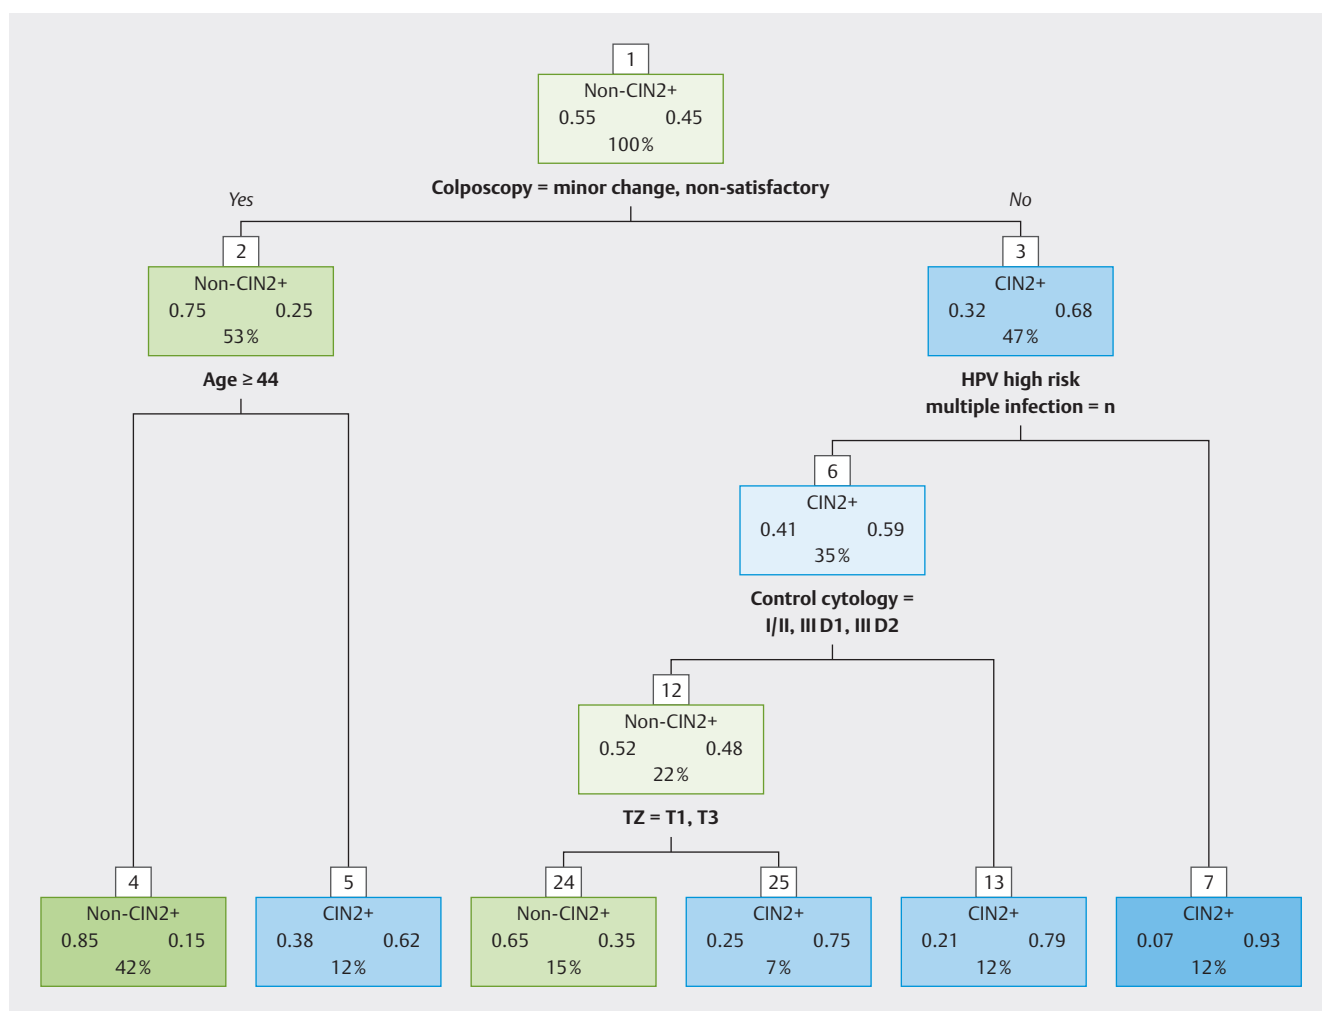 1
Non-CIN2+
0.55 0.45
100%
Colposcopy = minor change, non-satisfactory
Yes No
2
Non-CIN2+
0.75 0.25
53%
Age ≥ 44
3
CIN2+
0.32 0.68
47%
HPV high risk
multiple infection = n
6
CIN2+
0.41 0.59
35%
Control cytology =
I/II, III D1, III D2
12
Non-CIN2+
0.52 0.48
22%
TZ = T1, T3
4
Non-CIN2+
0.85 0.15
42%
5
CIN2+
0.38 0.62
12%
24
Non-CIN2+
0.65 0.35
15%
25
CIN2+
0.25 0.75
7%
13
CIN2+
0.21 0.79
12%
7
CIN2+
0.07 0.93
12%